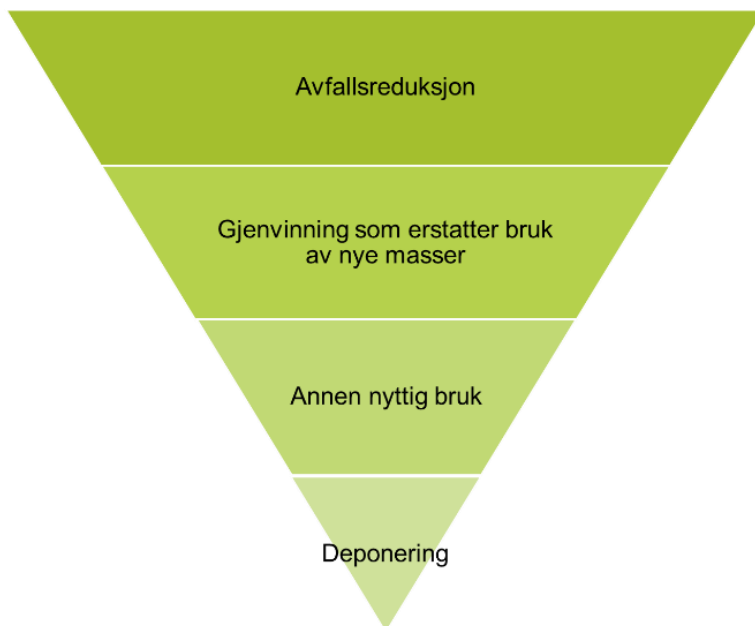 Avfallsreduksjon
Gjenvinning som erstatter bruk
av nye masser
Annen nyttig bruk
Deponering